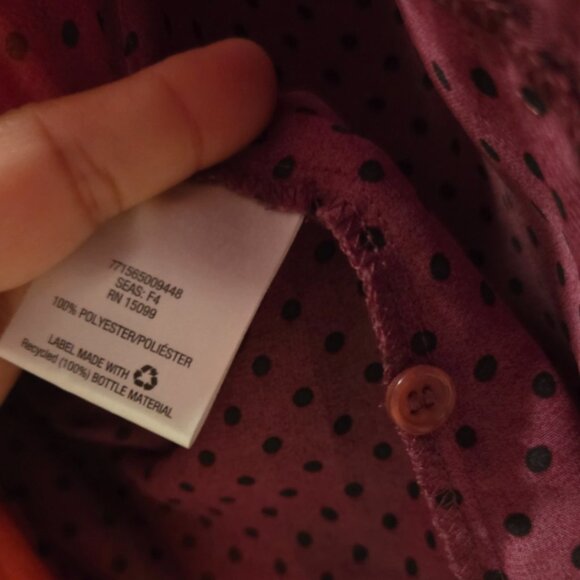 771565009448
SEAS: F4
RN 15099
100% POLYESTER/POLIÉSTER
LABEL MADE WITH
Recycled (100%) BOTTLE MATERIAL